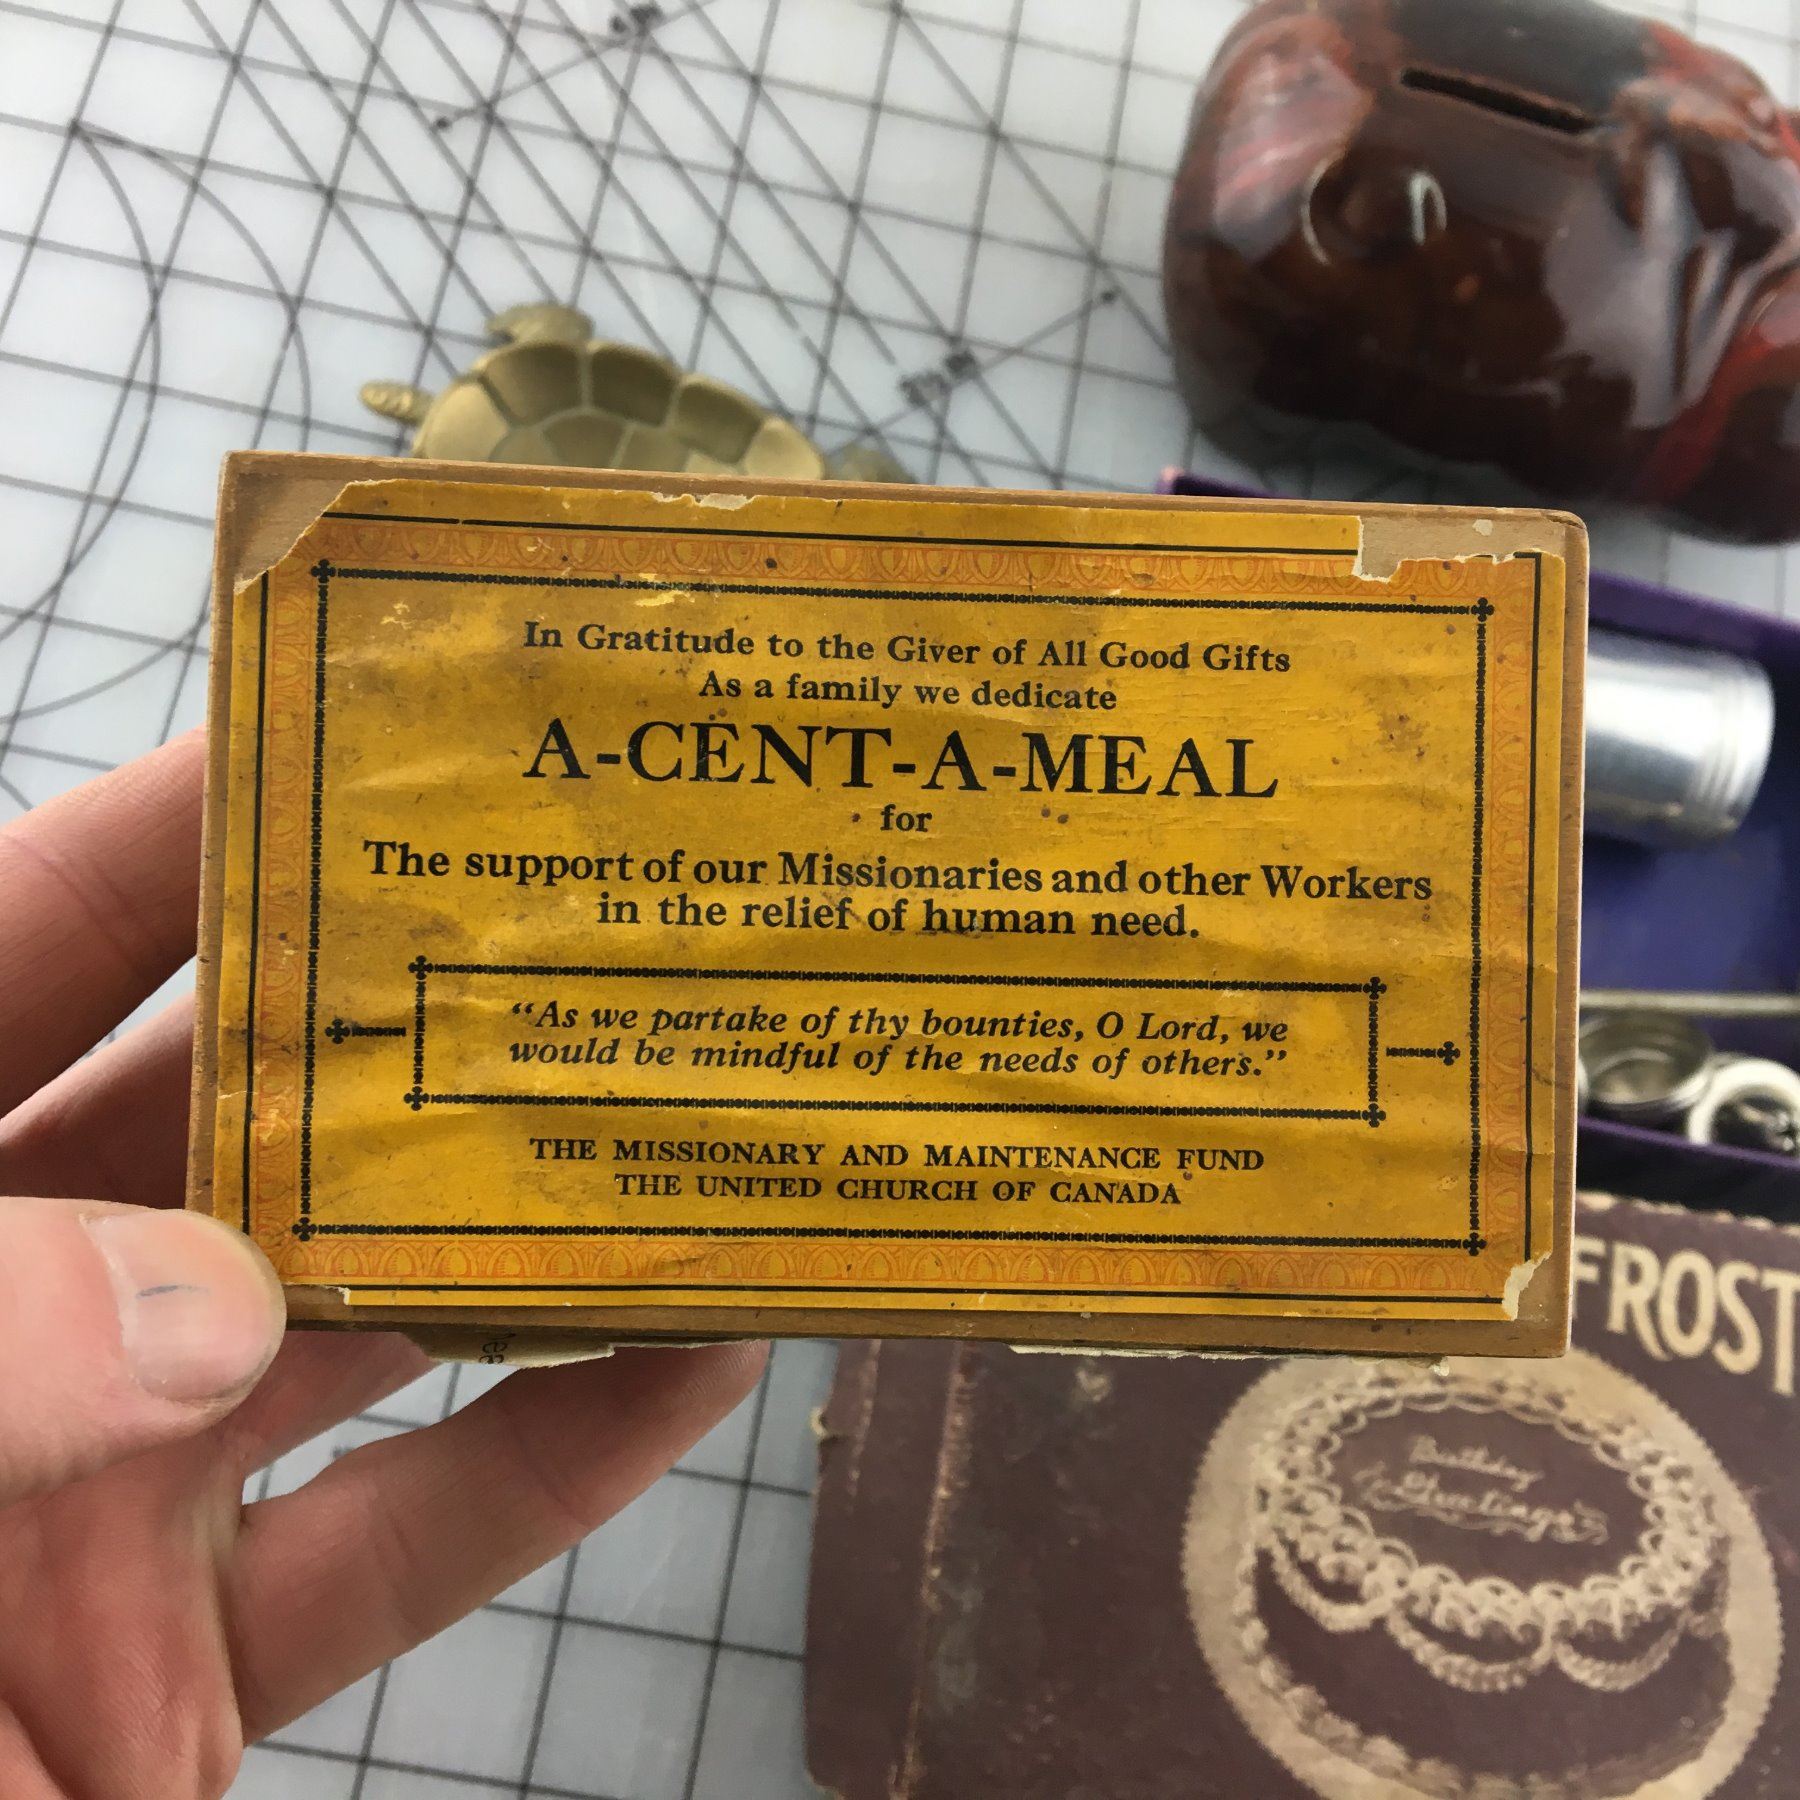 In Gratitude to the Giver of All Good Gifts
As a family we dedicate
A-CENT-A-MEAL
for
The support of our Missionaries and other Workers
in the relief of human need.
"As we partake of thy bounties, O Lord, we
would be mindful of the needs of others."
THE MISSIONARY AND MAINTENANCE FUND
THE UNITED CHURCH OF CANADA
FROST
Birthday
Greetings